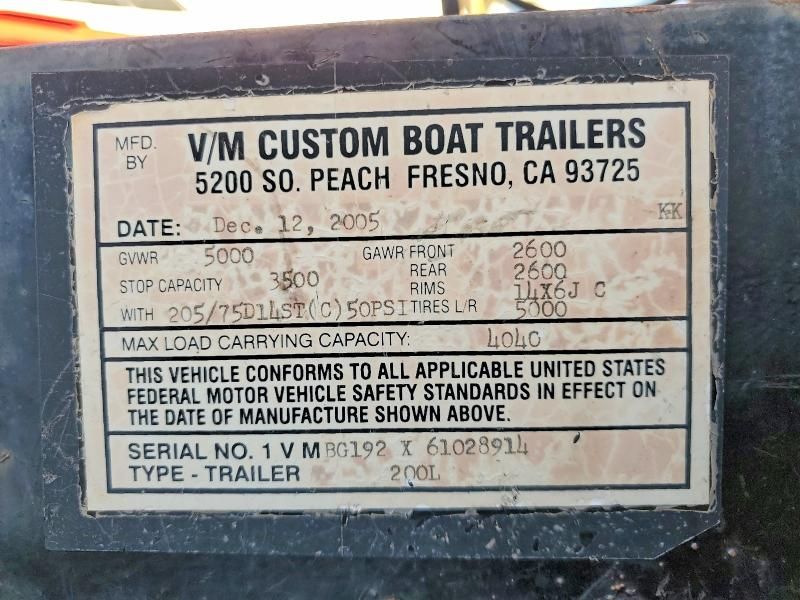 MFD. BY V/M CUSTOM BOAT TRAILERS
5200 SO. PEACH FRESNO, CA 93725
DATE: Dec. 12, 2005 KK
GVWR 5000 GAWR FRONT 2600
STOP CAPACITY 3500 REAR 2600
RIMS 14X6J C
WITH 205/75D14ST(C)50PSI TIRES L/R 5000
MAX LOAD CARRYING CAPACITY: 4040
THIS VEHICLE CONFORMS TO ALL APPLICABLE UNITED STATES
FEDERAL MOTOR VEHICLE SAFETY STANDARDS IN EFFECT ON
THE DATE OF MANUFACTURE SHOWN ABOVE.
SERIAL NO. 1 V M BG192 X 61028914
TYPE - TRAILER 200L